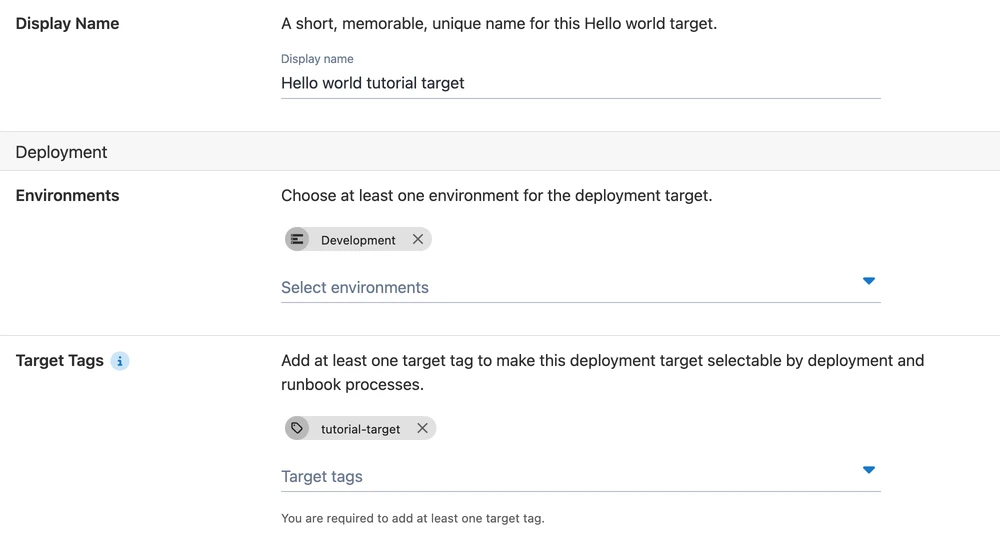 Display Name
A short, memorable, unique name for this Hello world target.
Display name
Hello world tutorial target
Deployment
Environments
Choose at least one environment for the deployment target.
Development
Select environments
Target Tags
Add at least one target tag to make this deployment target selectable by deployment and
runbook processes.
tutorial-target
Target tags
You are required to add at least one target tag.